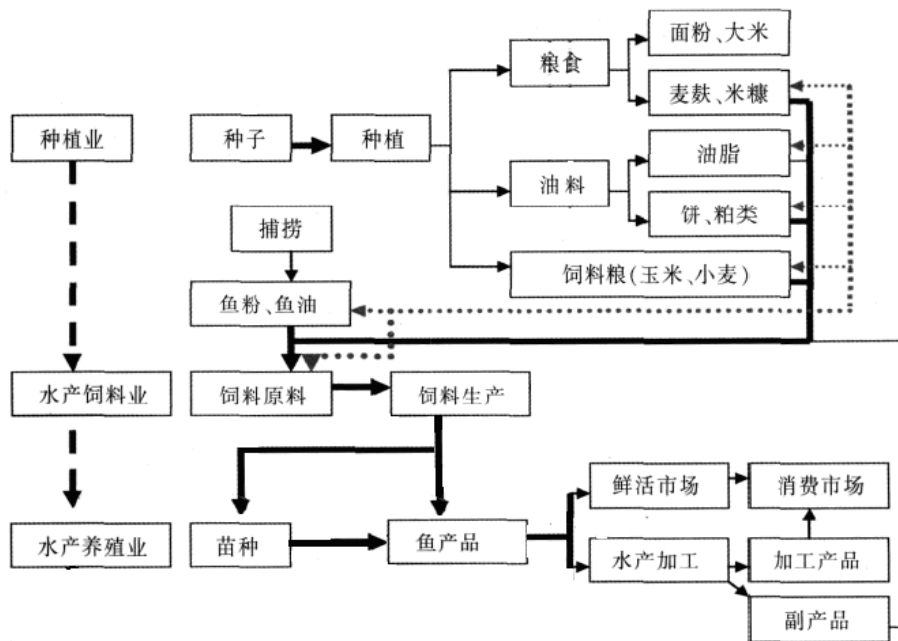 面粉、大米
粮食
麦麸、米糠
种植业
种子
种植
油脂
油料
饼、粕类
捕捞
饲料粮(玉米、小麦)
鱼粉、鱼油
水产饲料业
饲料原料
饲料生产
鲜活市场
消费市场
水产养殖业
苗种
鱼产品
水产加工
加工产品
副产品